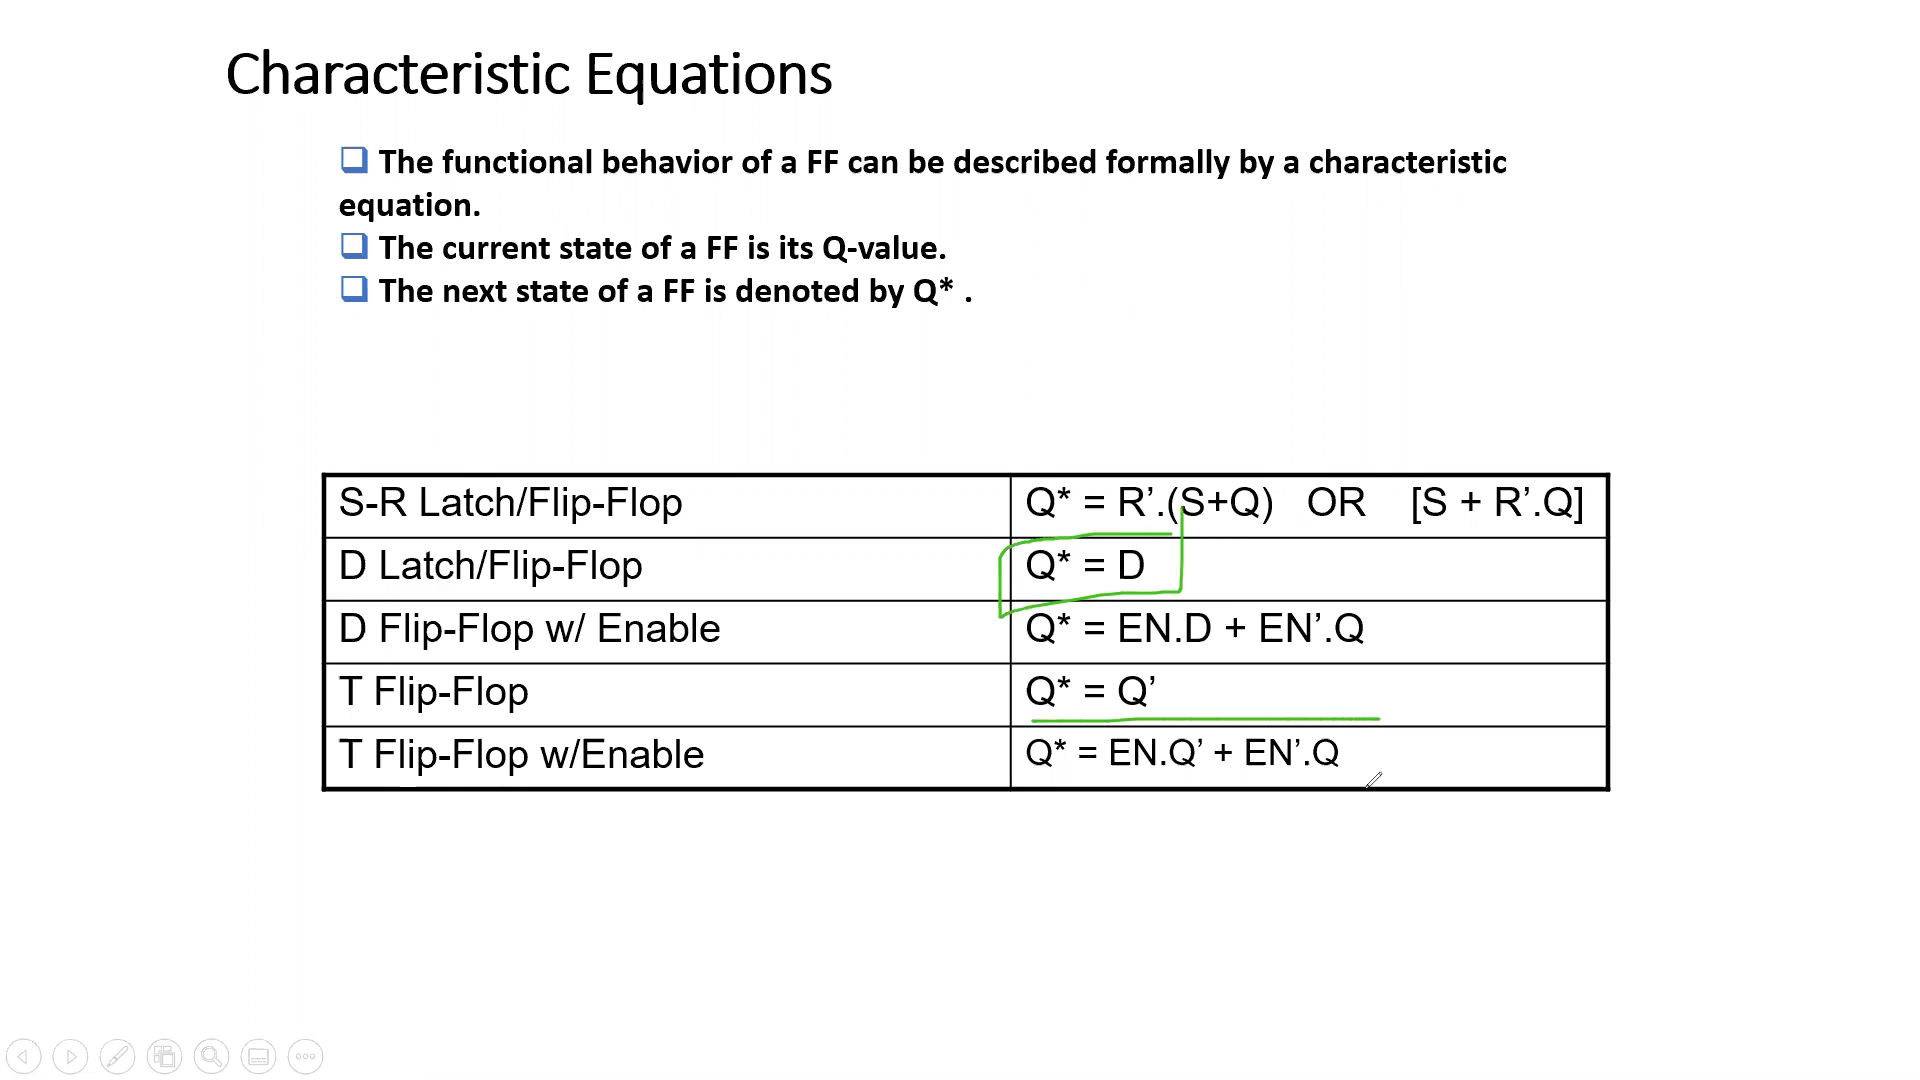 Characteristic Equations
❑ The functional behavior of a FF can be described formally by a characteristic
equation.
❑ The current state of a FF is its Q-value.
❑ The next state of a FF is denoted by Q* .
S-R Latch/Flip-Flop Q* = R’.(S+Q) OR [S + R’.Q]
D Latch/Flip-Flop Q* = D
D Flip-Flop w/ Enable Q* = EN.D + EN’.Q
T Flip-Flop Q* = Q’
T Flip-Flop w/Enable Q* = EN.Q’ + EN’.Q